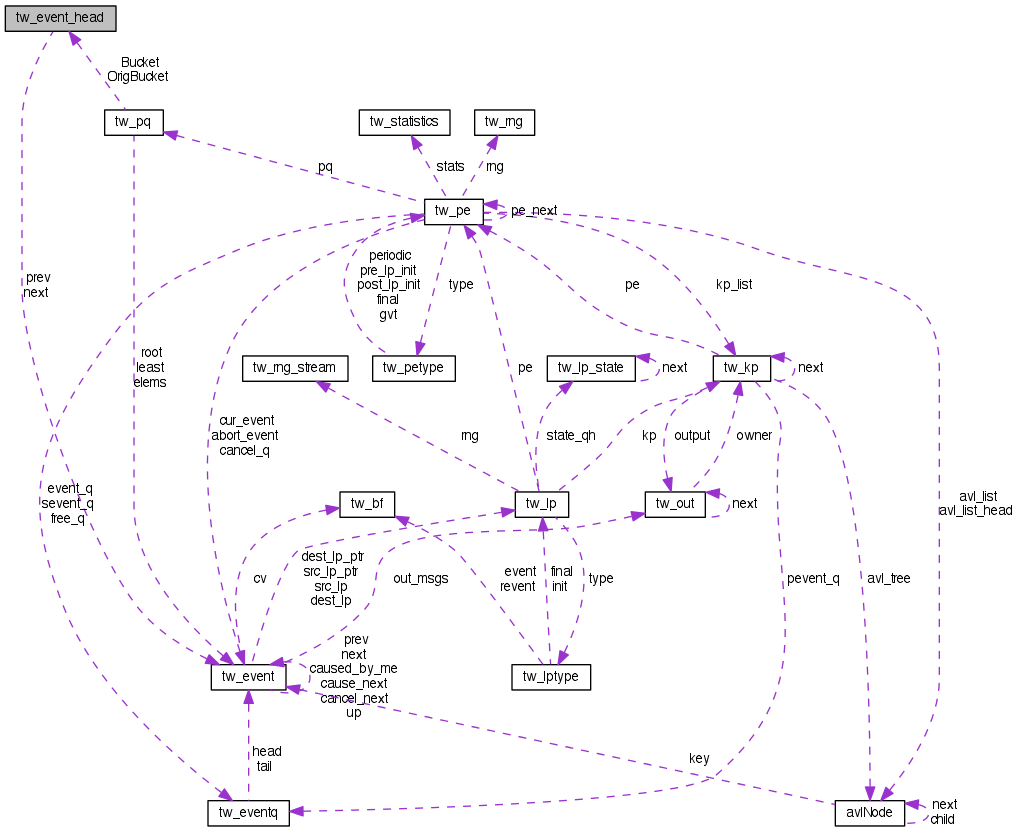 tw_event_head
Bucket
OrigBucket
tw_pq
tw_statistics
tw_rng
pq
stats
rng
tw_pe
pe_next
prev
next
periodic
pre_lp_init
post_lp_init
final
gvt
type
pe
kp_list
root
least
elems
tw_rng_stream
tw_petype
pe
tw_lp_state
next
tw_kp
next
cur_event
abort_event
cancel_q
rng
state_qh
kp
output
owner
event_q
sevent_q
free_q
tw_bf
tw_lp
tw_out
next
avl_list
avl_list_head
cv
dest_lp_ptr
src_lp_ptr
src_lp
dest_lp
out_msgs
event
revent
final
init
type
pevent_q
avl_tree
tw_event
prev
next
caused_by_me
cause_next
cancel_next
up
tw_lptype
head
tail
key
tw_eventq
avlNode
next
child